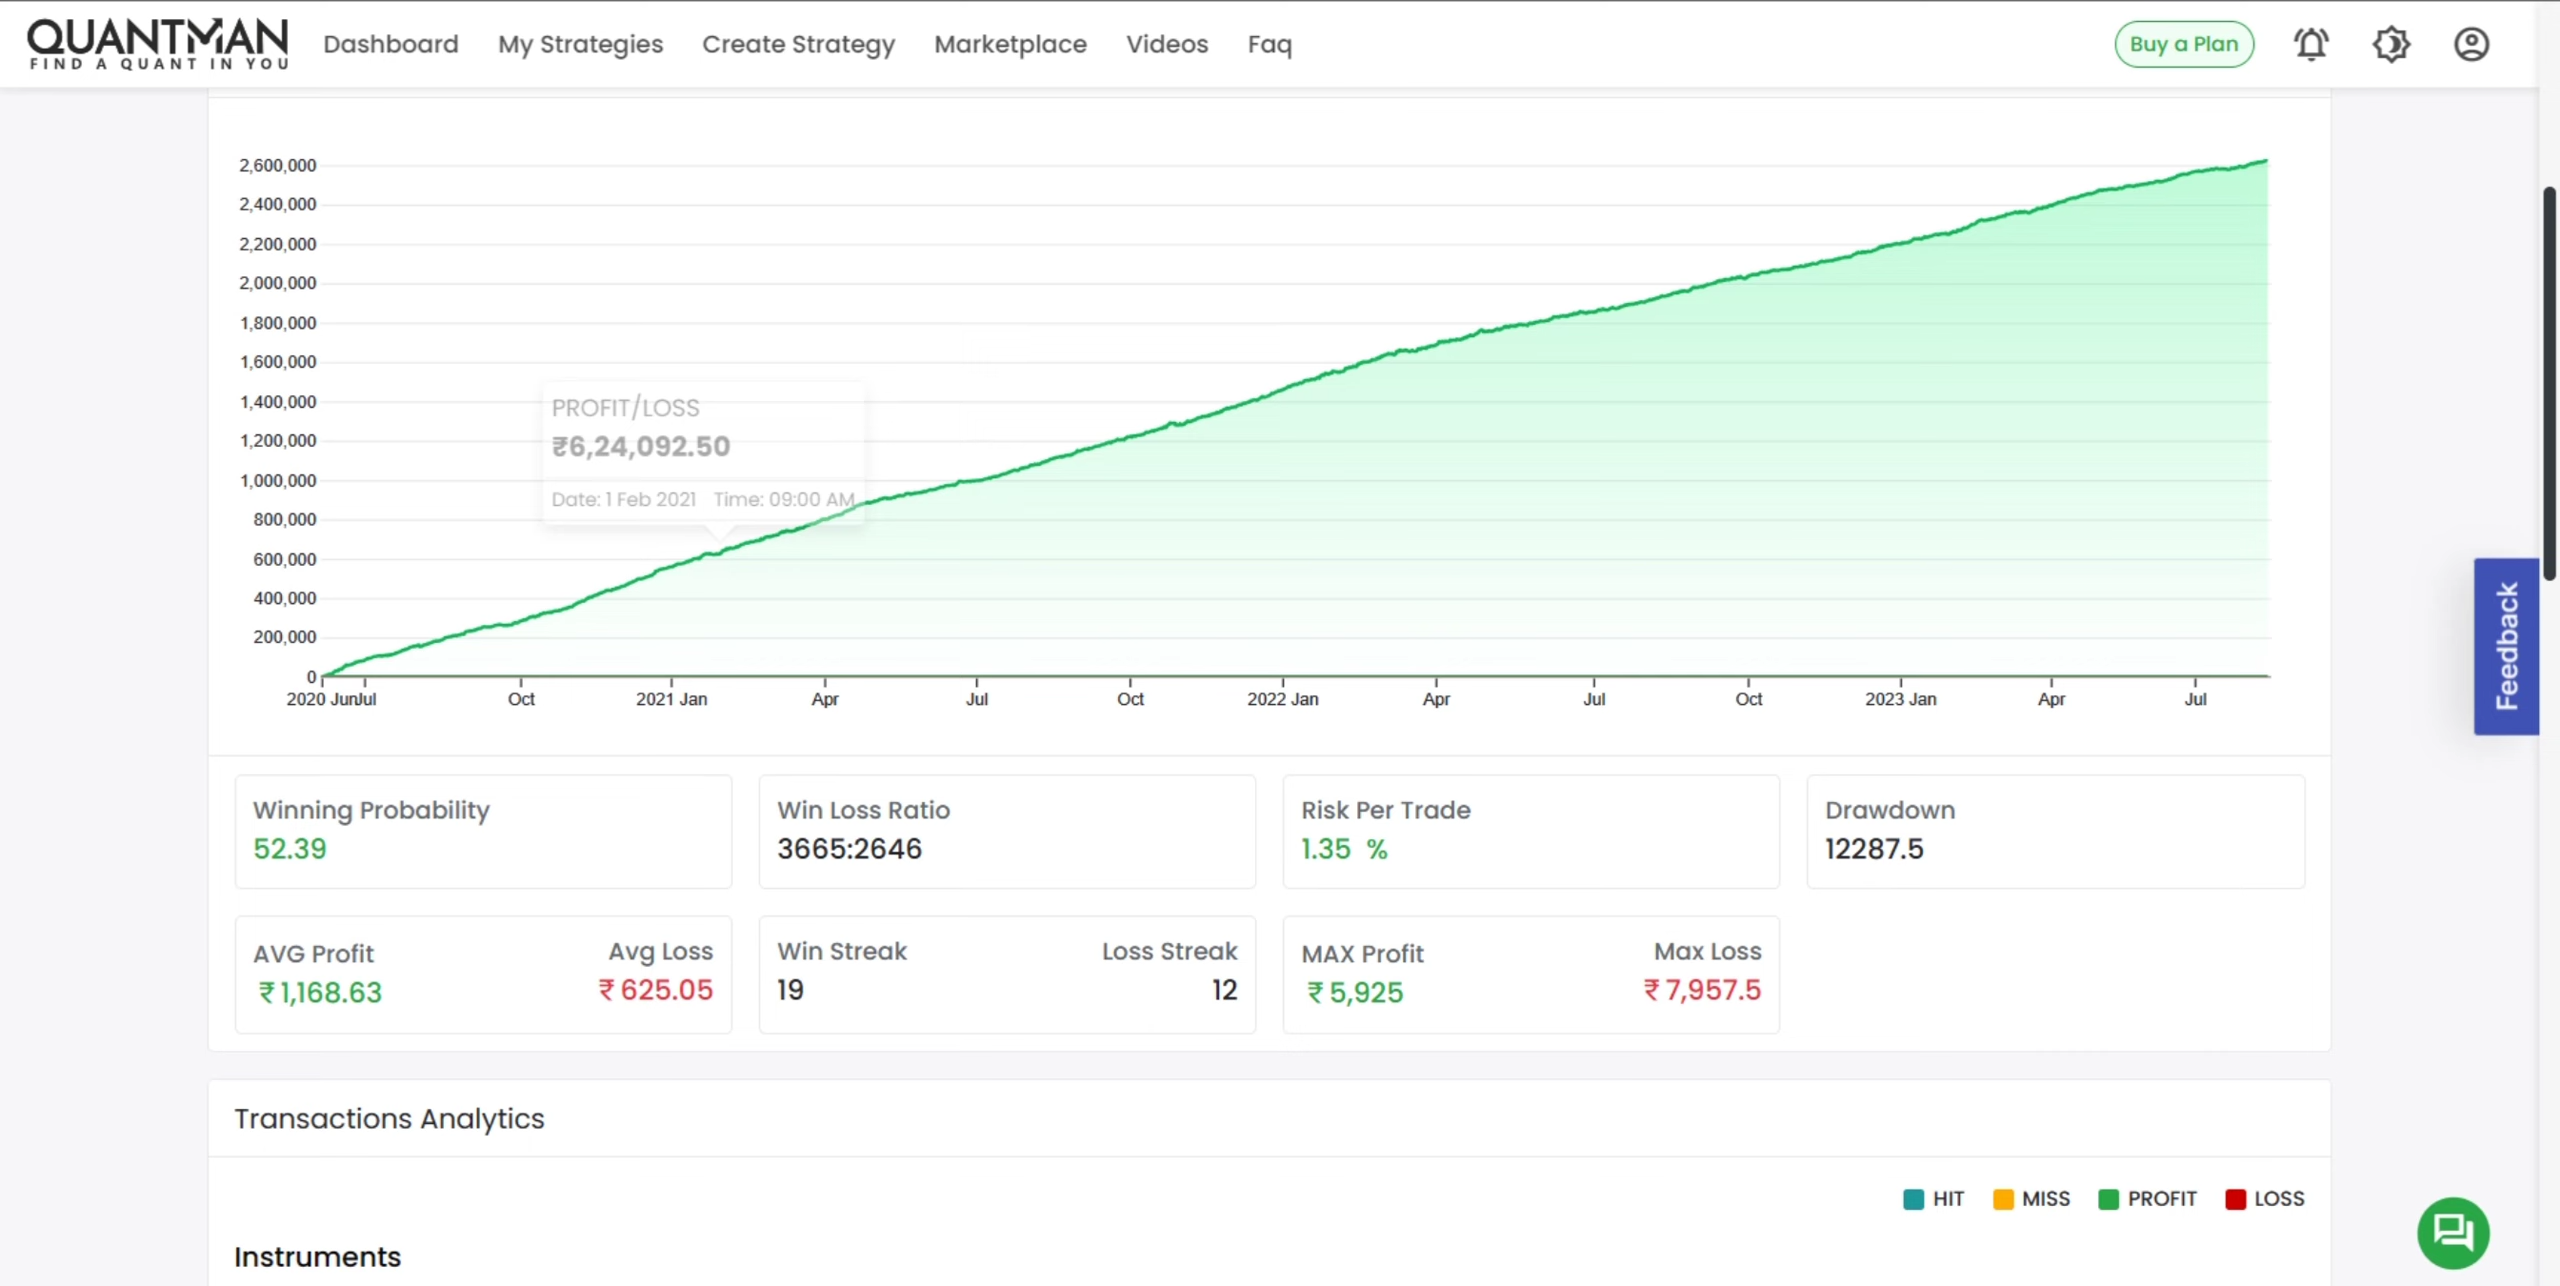 QUANTMAN
FIND A QUANT IN YOU
Dashboard My Strategies Create Strategy Marketplace Videos Faq
Buy a Plan
2,600,000
2,400,000
2,200,000
2,000,000
1,800,000
1,600,000
1,400,000
1,200,000
1,000,000
800,000
600,000
400,000
200,000
0
PROFIT/LOSS
₹6,24,092.50
Date: 1 Feb 2021 Time: 09:00 AM
2020 Jun Jul Oct 2021 Jan Apr Jul Oct 2022 Jan Apr Jul Oct 2023 Jan Apr Jul
Feedback
Winning Probability
52.39
Win Loss Ratio
3665:2646
Risk Per Trade
1.35 %
Drawdown
12287.5
AVG Profit Avg Loss
₹ 1,168.63 ₹ 625.05
Win Streak Loss Streak
19 12
MAX Profit Max Loss
₹ 5,925 ₹ 7,957.5
Transactions Analytics
HIT MISS PROFIT LOSS
Instruments